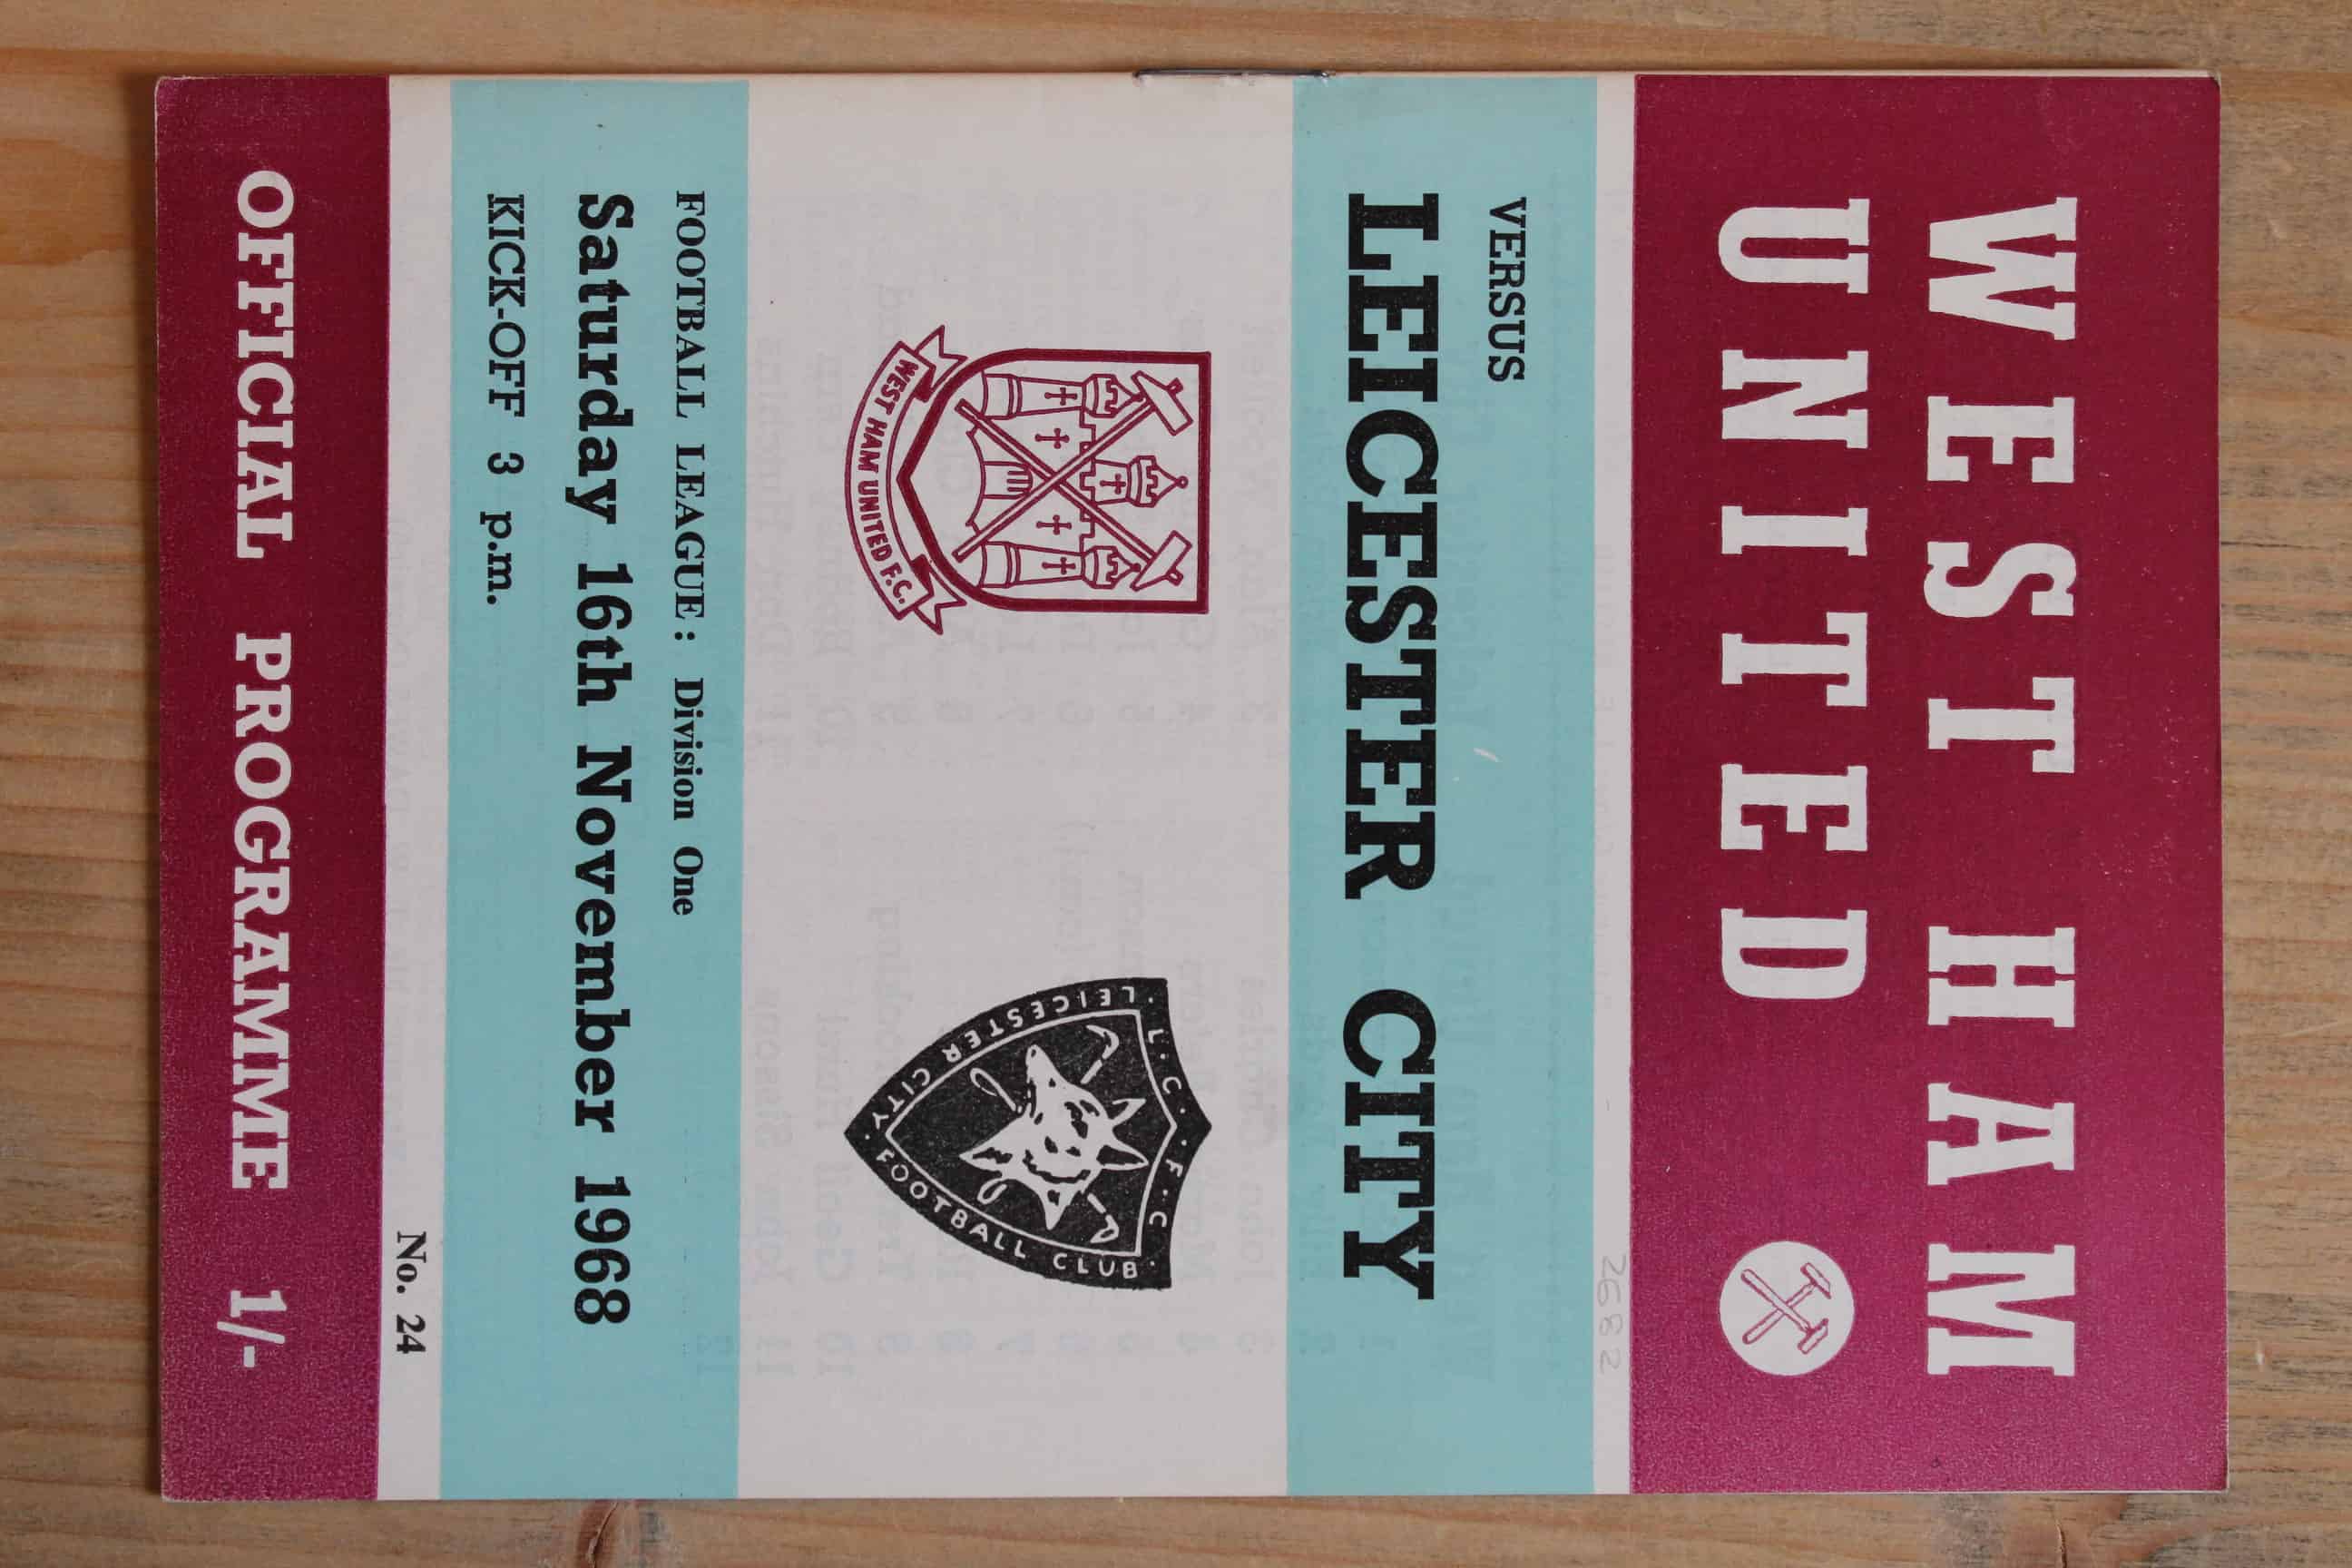 WEST HAM
UNITED
2682
VERSUS
LEICESTER CITY
WEST HAM UNITED F.C.
L.C.F.C
LEICESTER CITY FOOTBALL CLUB
FOOTBALL LEAGUE: Division One
Saturday 16th November 1968
KICK-OFF 3 p.m.
No. 24
OFFICIAL PROGRAMME 1/-